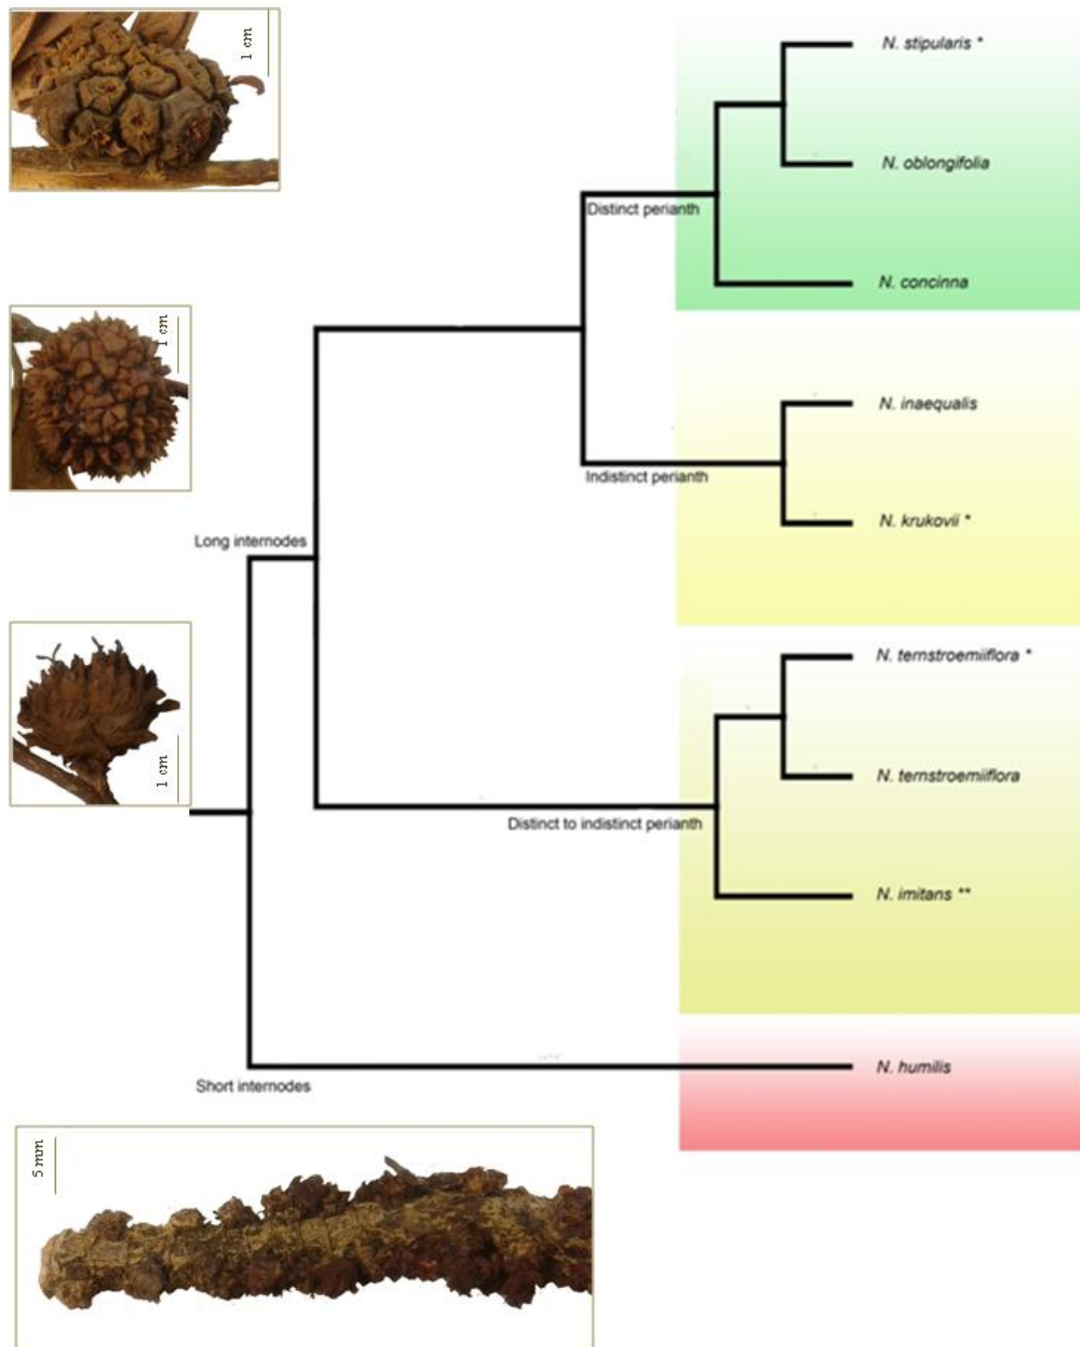 1 cm
N. stipularis *
N. oblongifolia
Distinct perianth
N. concinna
1 cm
N. inaequalis
Indistinct perianth
N. krukovii *
Long internodes
N. ternstroemiiflora *
1 cm
N. ternstroemiiflora
Distinct to indistinct perianth
N. imitans **
N. humilis
Short internodes
5 mm